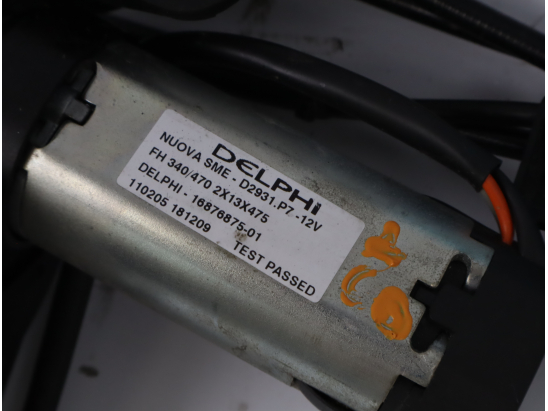 DELPHI
NUOVA SME - D2931.P7 -12V
FH 340/470 2X13X475
DELPHI - 16876875-01
110205 181209 TEST PASSED